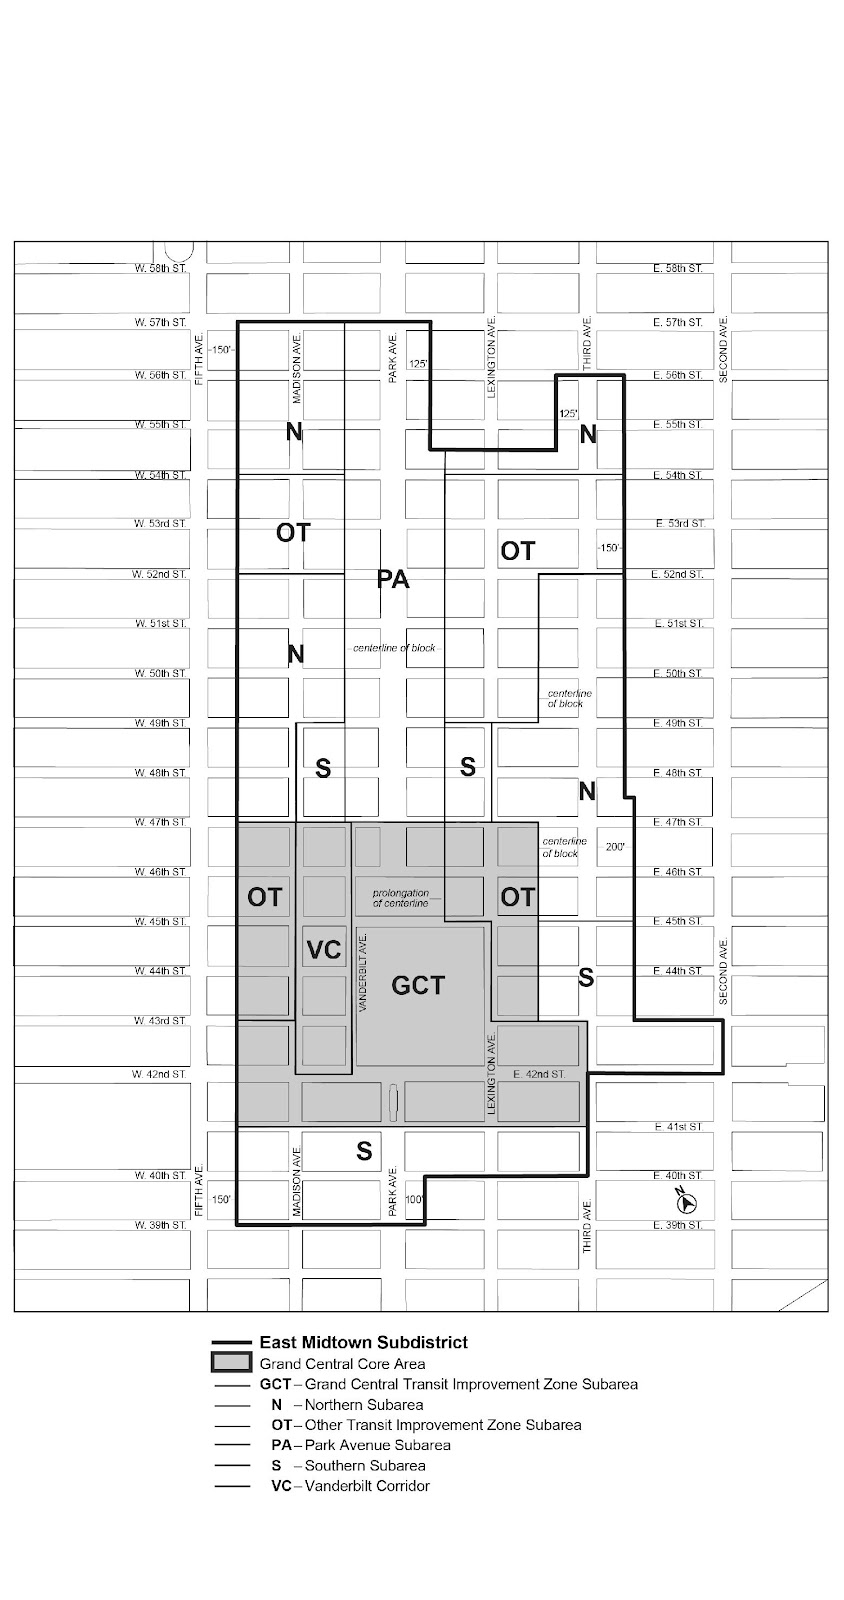 W. 58th ST. E. 58th ST.
W. 57th ST. E. 57th ST.
FIFTH AVE. 150' MADISON AVE. PARK AVE. 125' LEXINGTON AVE. THIRD AVE. SECOND AVE.
W. 56th ST. E. 56th ST.
125'
W. 55th ST. E. 55th ST.
N N
W. 54th ST. E. 54th ST.
W. 53rd ST. E. 53rd ST.
OT OT 150'
W. 52nd ST. PA E. 52nd ST.
W. 51st ST. E. 51st ST.
N centerline of block
W. 50th ST. E. 50th ST.
centerline
of block
W. 49th ST. E. 49th ST.
S S
W. 48th ST. E. 48th ST.
N
W. 47th ST. E. 47th ST.
centerline
of block
200'
W. 46th ST. E. 46th ST.
OT prolongation
of centerline
OT
W. 45th ST. E. 45th ST.
VC VANDERBILT AVE. SECOND AVE.
W. 44th ST. GCT S E. 44th ST.
W. 43rd ST.
LEXINGTON AVE.
W. 42nd ST. E. 42nd ST.
E. 41st ST.
S
W. 40th ST. E. 40th ST.
FIFTH AVE. 150' MADISON AVE. PARK AVE. 100' THIRD AVE. N
W. 39th ST. E. 39th ST.
East Midtown Subdistrict
Grand Central Core Area
GCT – Grand Central Transit Improvement Zone Subarea
N – Northern Subarea
OT – Other Transit Improvement Zone Subarea
PA – Park Avenue Subarea
S – Southern Subarea
VC – Vanderbilt Corridor